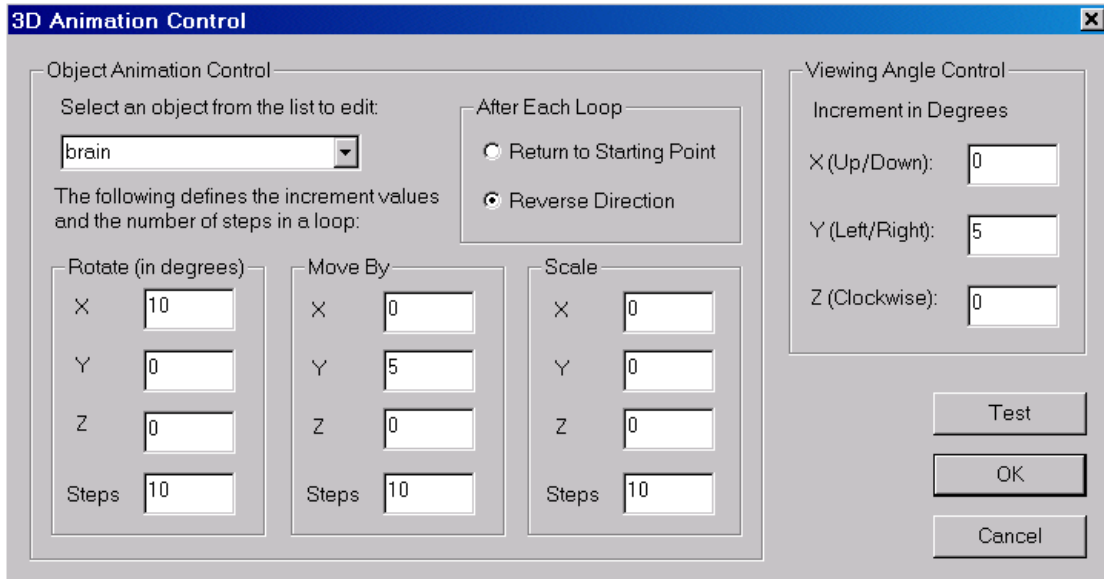 3D Animation Control
Object Animation Control
Select an object from the list to edit:
brain
The following defines the increment values
and the number of steps in a loop:
After Each Loop
Return to Starting Point
Reverse Direction
Rotate (in degrees)
X 10
Y 0
Z 0
Steps 10
Move By
X 0
Y 5
Z 0
Steps 10
Scale
X 0
Y 0
Z 0
Steps 10
Viewing Angle Control
Increment in Degrees
X (Up/Down): 0
Y (Left/Right): 5
Z (Clockwise): 0
Test
OK
Cancel